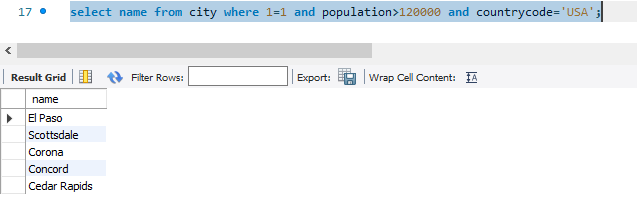 17 select name from city where 1=1 and population>120000 and countrycode='USA';
Result Grid Filter Rows: Export: Wrap Cell Content: IA
name
El Paso
Scottsdale
Corona
Concord
Cedar Rapids